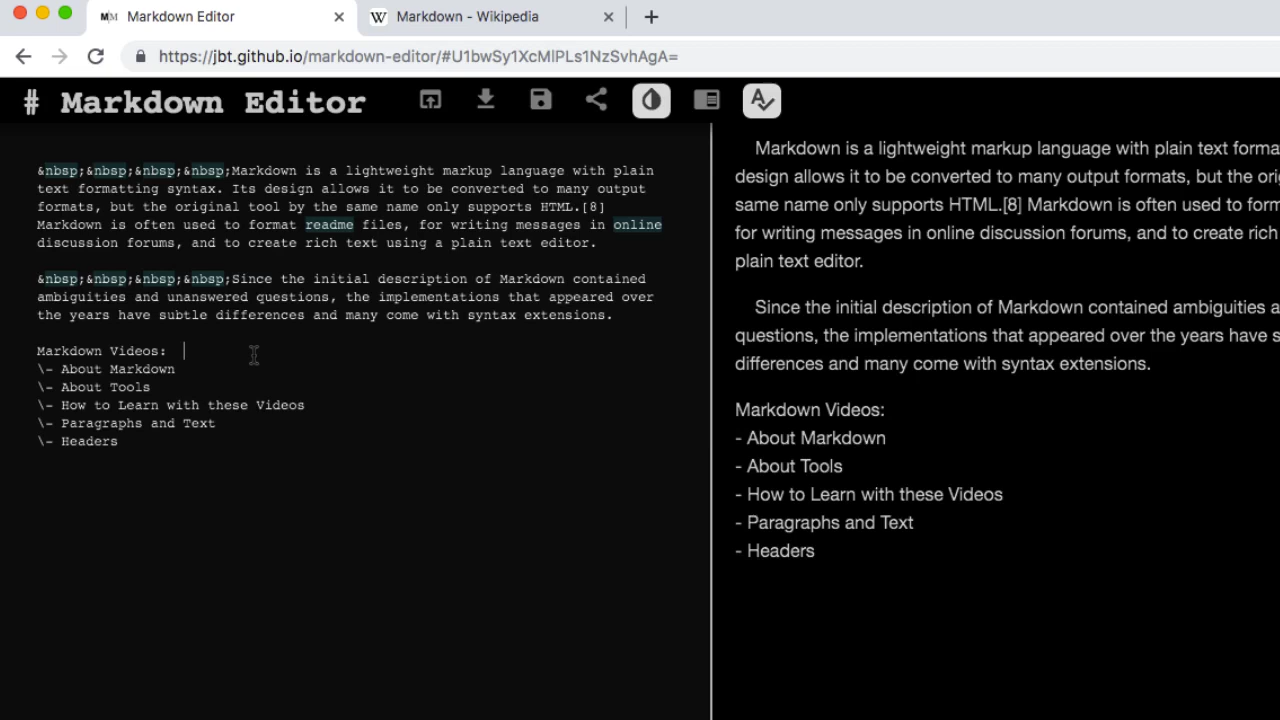 Markdown Editor
Markdown - Wikipedia
https://jbt.github.io/markdown-editor/#U1bwSy1XcMlPLs1NzSvhAgA=
# Markdown Editor
&nbsp;&nbsp;&nbsp;&nbsp;Markdown is a lightweight markup language with plain
text formatting syntax. Its design allows it to be converted to many output
formats, but the original tool by the same name only supports HTML.[8]
Markdown is often used to format readme files, for writing messages in online
discussion forums, and to create rich text using a plain text editor.
&nbsp;&nbsp;&nbsp;&nbsp;Since the initial description of Markdown contained
ambiguities and unanswered questions, the implementations that appeared over
the years have subtle differences and many come with syntax extensions.
Markdown Videos:
\- About Markdown
\- About Tools
\- How to Learn with these Videos
\- Paragraphs and Text
\- Headers
Markdown is a lightweight markup language with plain text forma
design allows it to be converted to many output formats, but the orig
same name only supports HTML.[8] Markdown is often used to form
for writing messages in online discussion forums, and to create rich
plain text editor.
Since the initial description of Markdown contained ambiguities a
questions, the implementations that appeared over the years have s
differences and many come with syntax extensions.
Markdown Videos:
- About Markdown
- About Tools
- How to Learn with these Videos
- Paragraphs and Text
- Headers